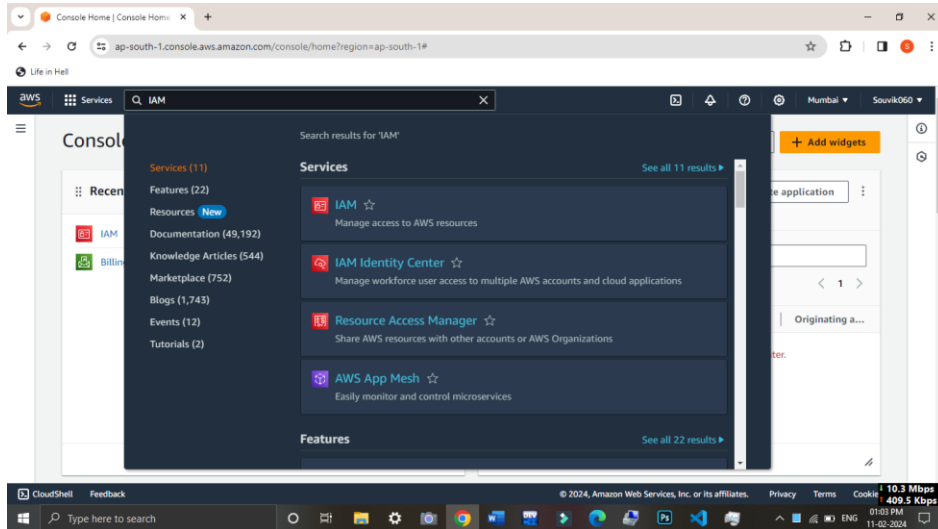 Console Home | Console Home
ap-south-1.console.aws.amazon.com/console/home?region=ap-south-1#
S
Life in Hell
aws
Services
IAM
Mumbai
Souvik060
Consol
Add widgets
Search results for 'IAM'
Services (11)
Features (22)
Resources New
Documentation (49,192)
Knowledge Articles (544)
Marketplace (752)
Blogs (1,743)
Events (12)
Tutorials (2)
Services
See all 11 results
IAM
Manage access to AWS resources
IAM Identity Center
Manage workforce user access to multiple AWS accounts and cloud applications
Resource Access Manager
Share AWS resources with other accounts or AWS Organizations
AWS App Mesh
Easily monitor and control microservices
Features
See all 22 results
Recen
IAM
Billin
te application
1
Originating a...
ter.
CloudShell
Feedback
© 2024, Amazon Web Services, Inc. or its affiliates.
Privacy
Terms
Cookie
10.3 Mbps
409.5 Kbps
Type here to search
DEV
Ps
ENG
01:03 PM
11-02-2024